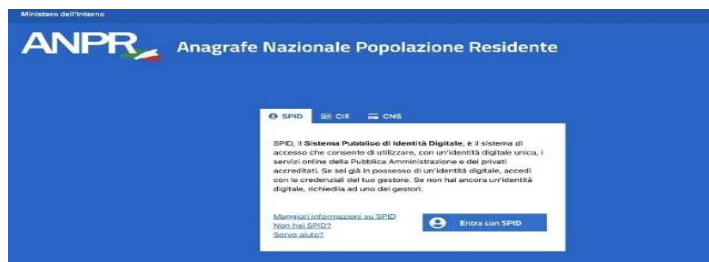 Ministero dell'Interno
ANPR Anagrafe Nazionale Popolazione Residente
SPID CIE CNS
SPID, il Sistema Pubblico di Identità Digitale, è il sistema di
accesso che consente di utilizzare, con un'identità digitale unica, i
servizi online della Pubblica Amministrazione e dei privati
accreditati. Se sei già in possesso di un'identità digitale, accedi
con le credenziali del tuo gestore. Se non hai ancora un'identità
digitale, richiedila ad uno dei gestori.
Maggiori informazioni su SPID
Non hai SPID?
Serve aiuto?
Entra con SPID